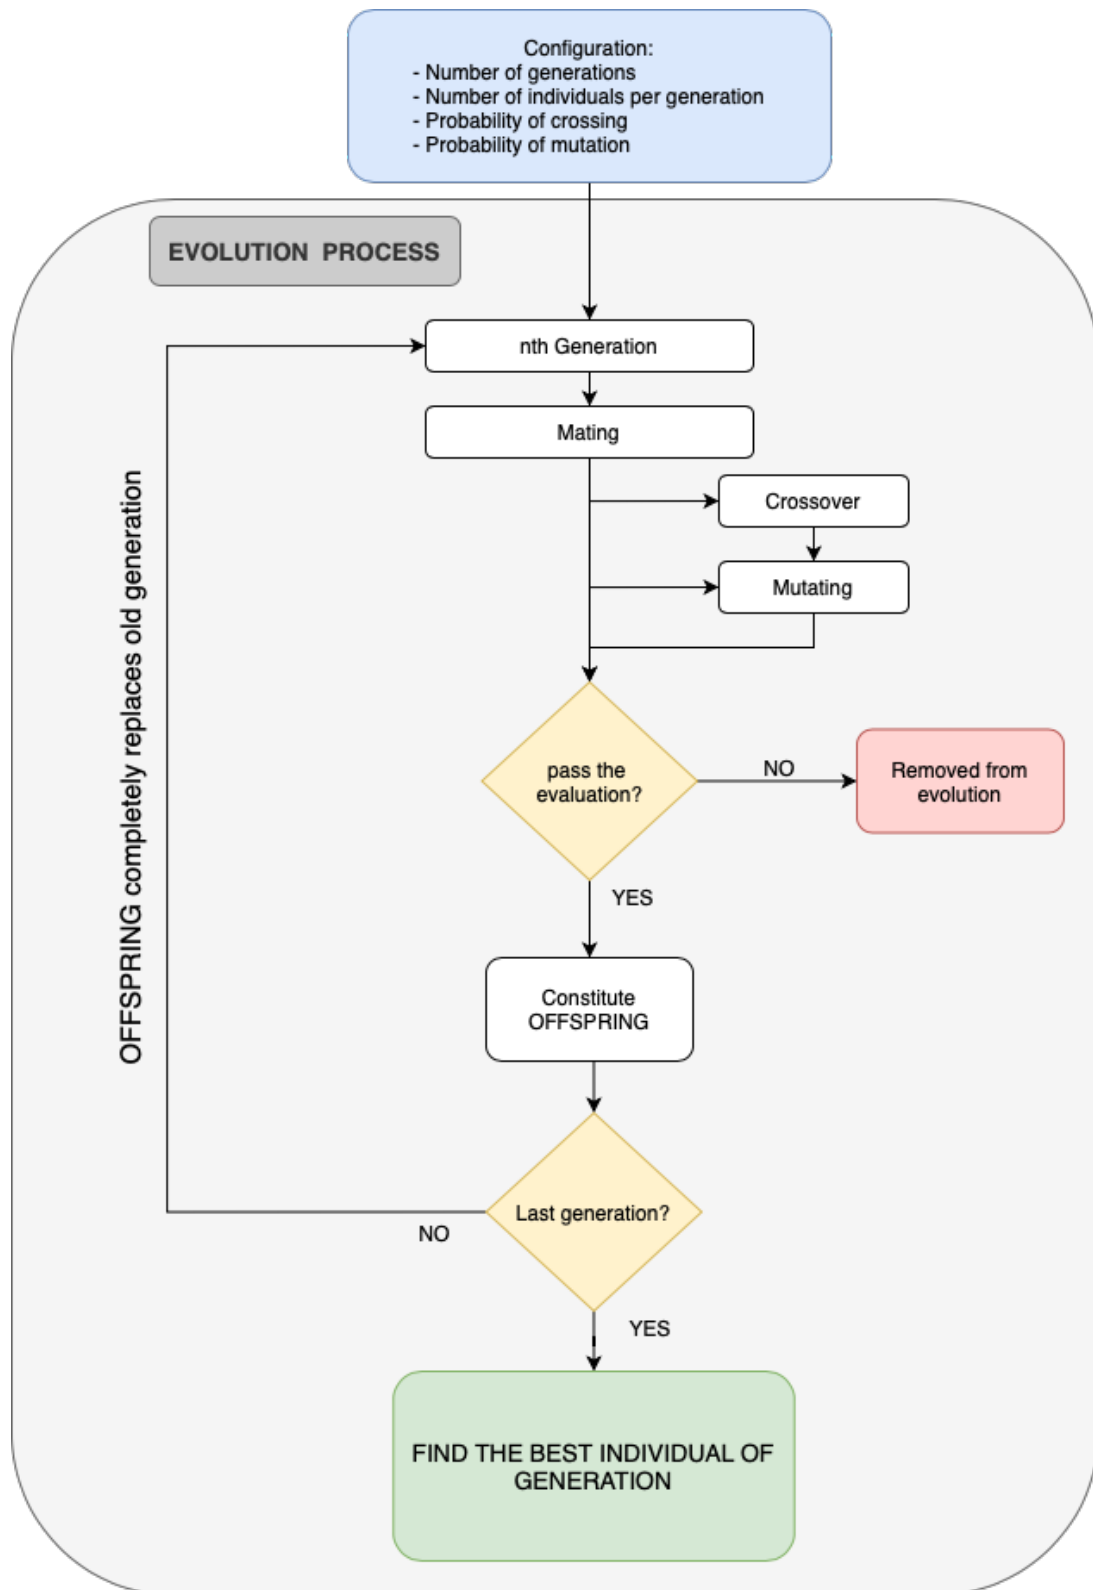 Configuration:
- Number of generations
- Number of individuals per generation
- Probability of crossing
- Probability of mutation
EVOLUTION PROCESS
nth Generation
Mating
Crossover
Mutating
OFFSPRING completely replaces old generation
pass the
evaluation?
NO
Removed from
evolution
YES
Constitute
OFFSPRING
Last generation?
NO
YES
FIND THE BEST INDIVIDUAL OF
GENERATION